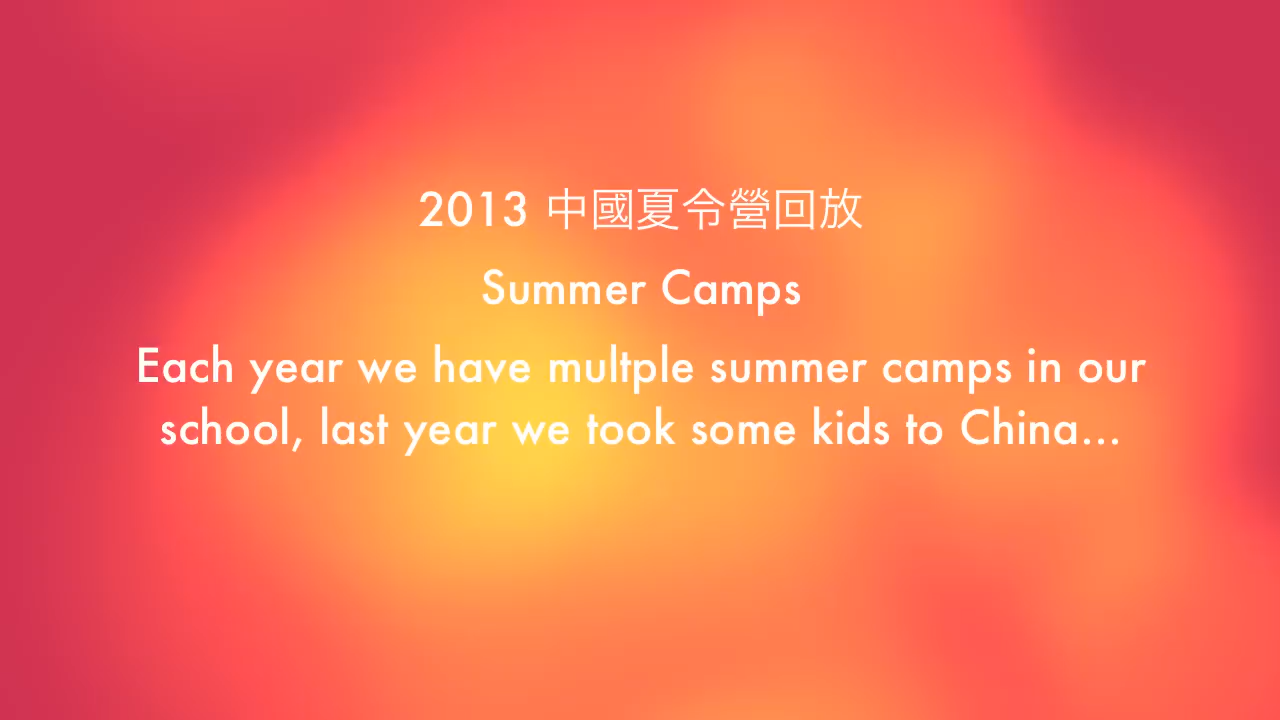 2013 中國夏令營回放
Summer Camps
Each year we have multple summer camps in our
school, last year we took some kids to China...